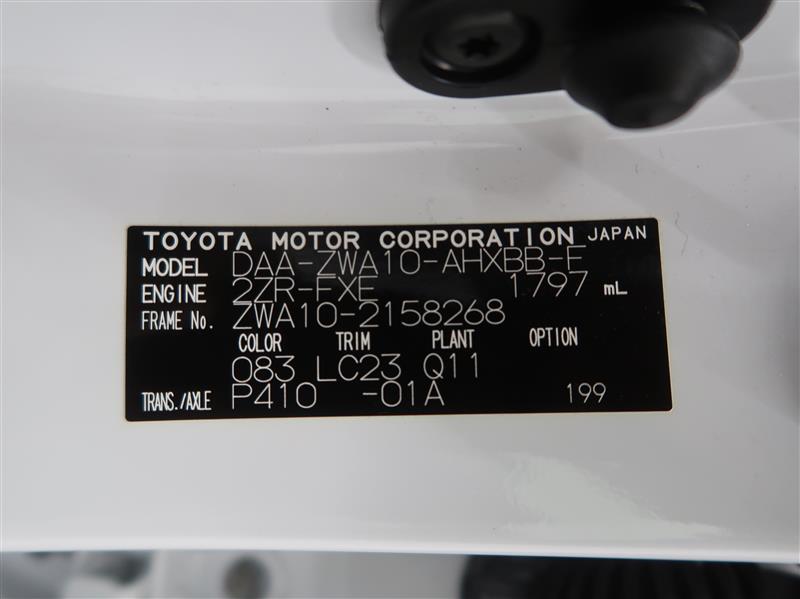 TOYOTA MOTOR CORPORATION JAPAN
MODEL DAA-ZWA10-AHXBB-F
ENGINE 2ZR-FXE 1797 mL
FRAME No. ZWA10-2158268
COLOR TRIM PLANT OPTION
083 LC23 Q11
TRANS./AXLE P410 -01A 199